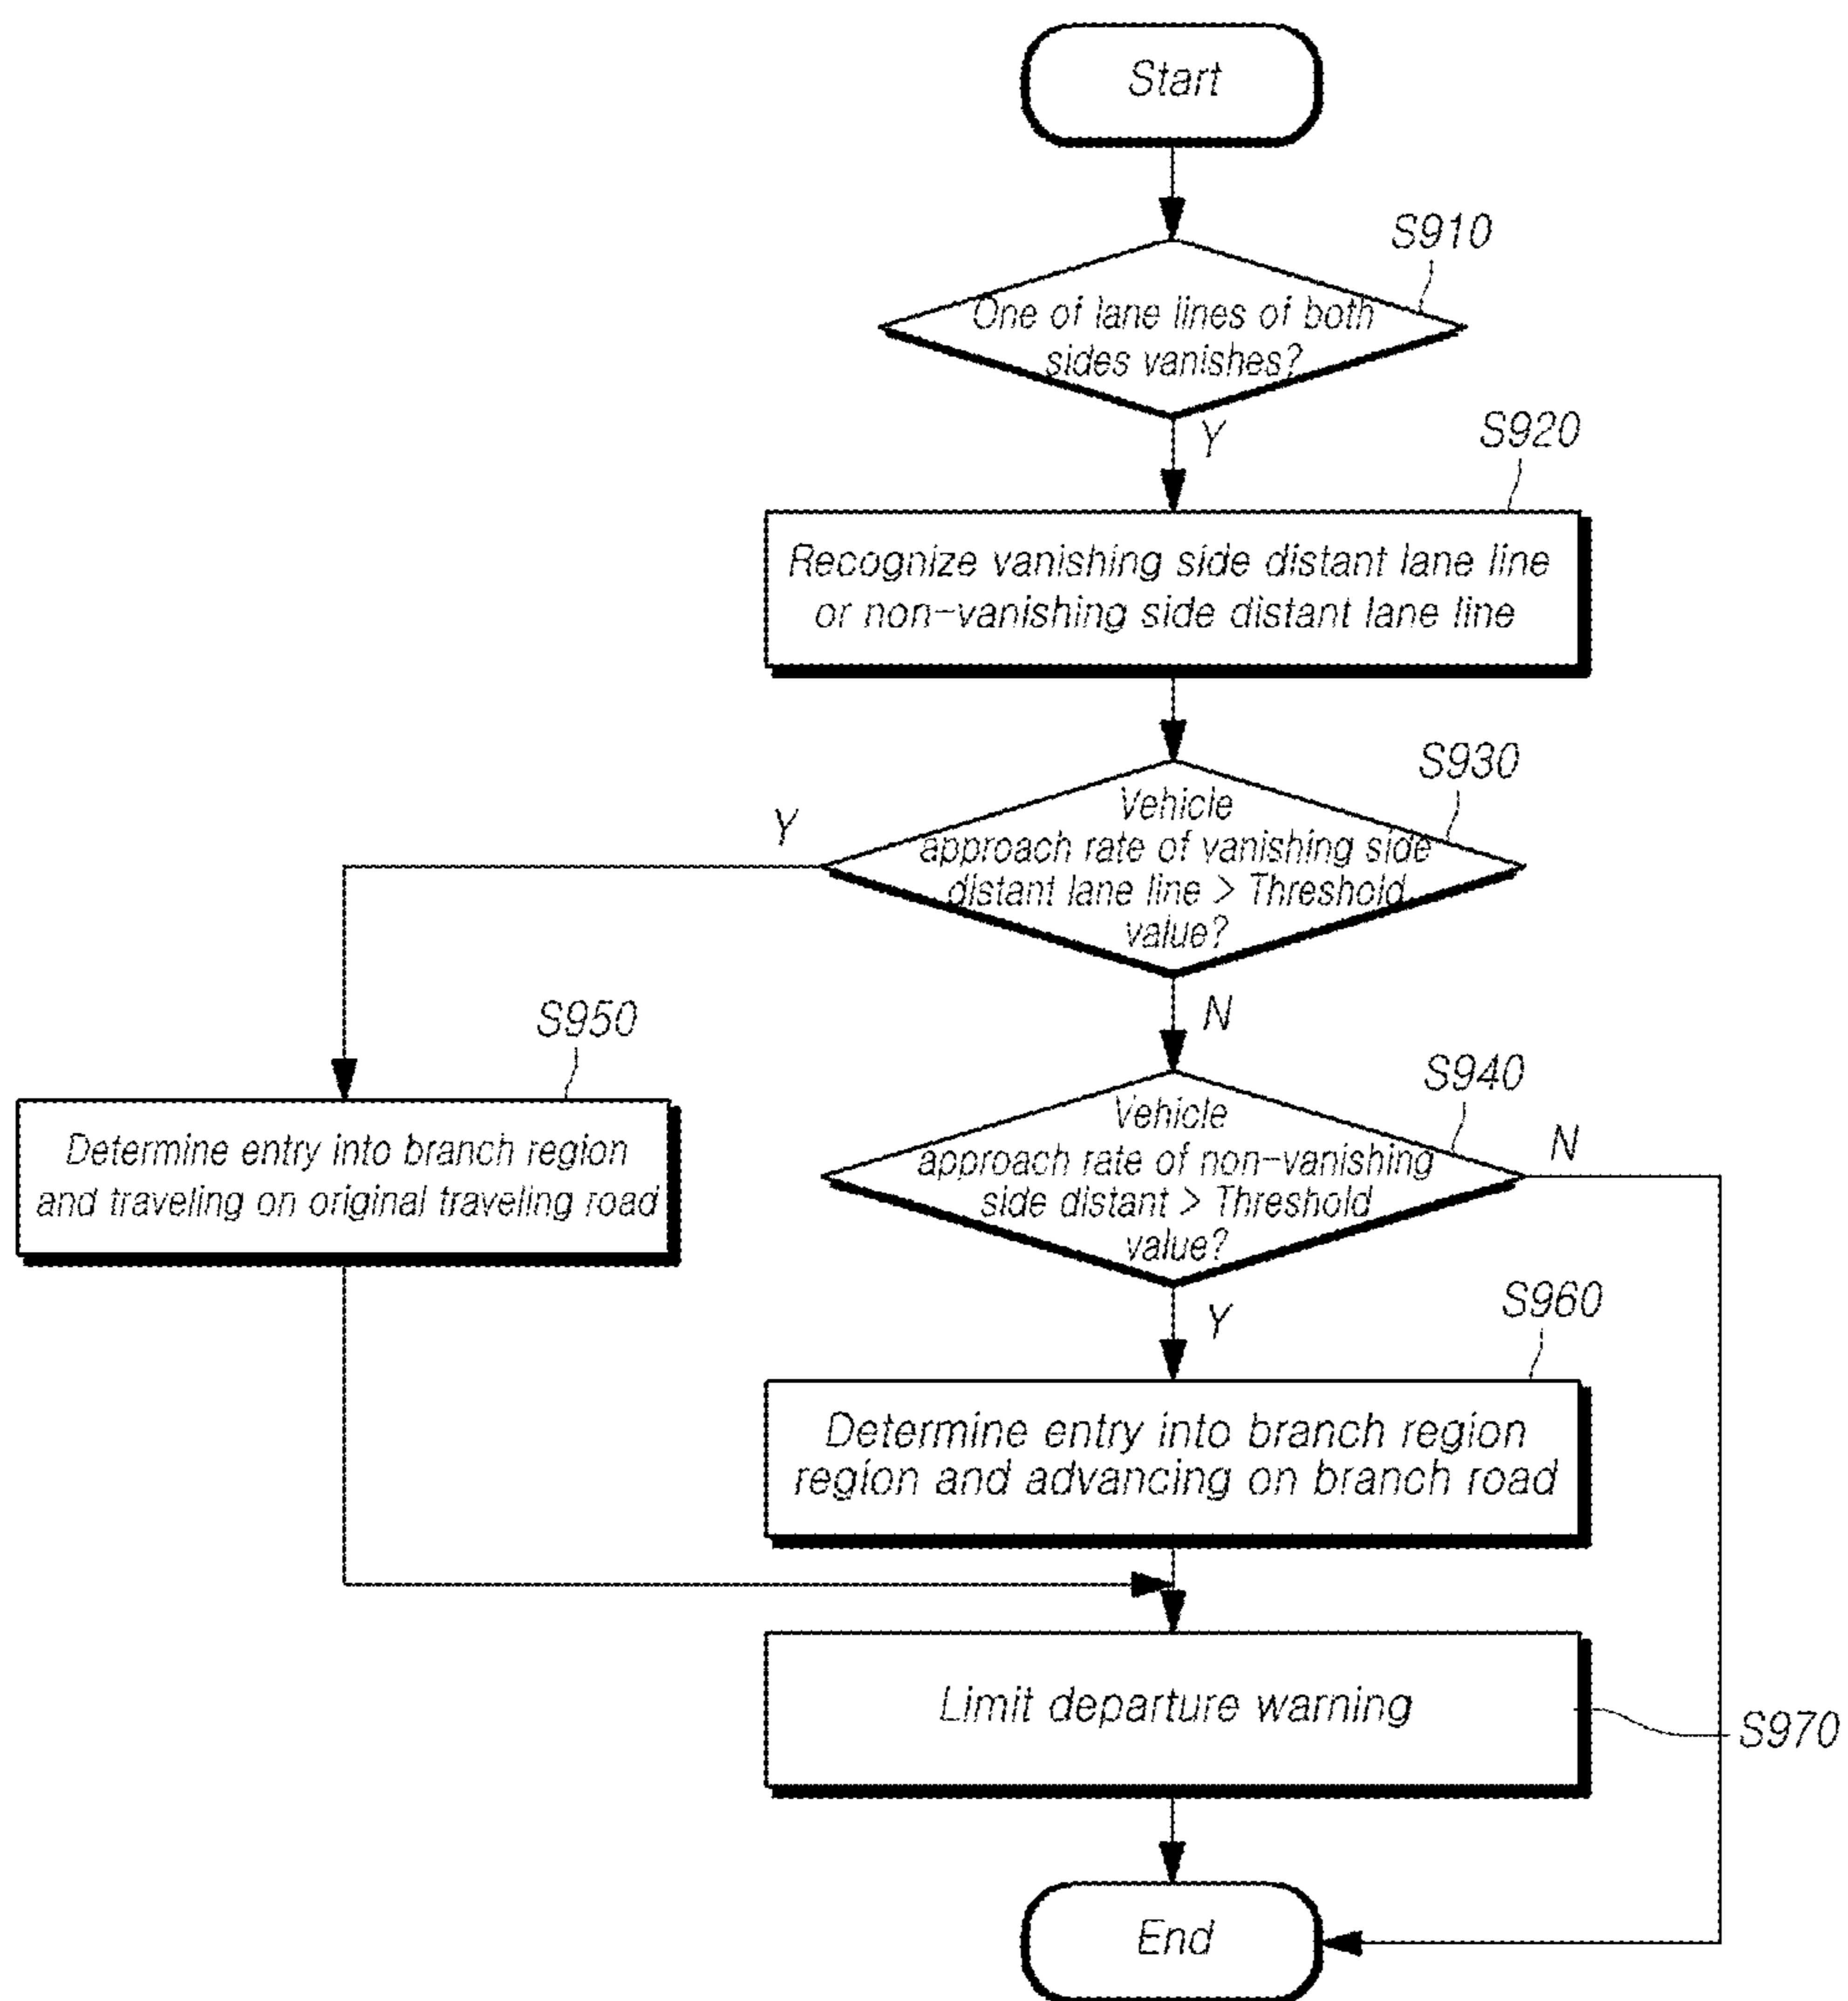 Start
S910
One of lane lines of both
sides vanishes?
Y
S920
Recognize vanishing side distant lane line
or non-vanishing side distant lane line
S930
Vehicle
approach rate of vanishing side
distant lane line > Threshold
value?
Y
N
S950
Determine entry into branch region
and traveling on original traveling road
S940
Vehicle
approach rate of non-vanishing
side distant > Threshold
value?
N
Y
S960
Determine entry into branch region
region and advancing on branch road
Limit departure warning
S970
End